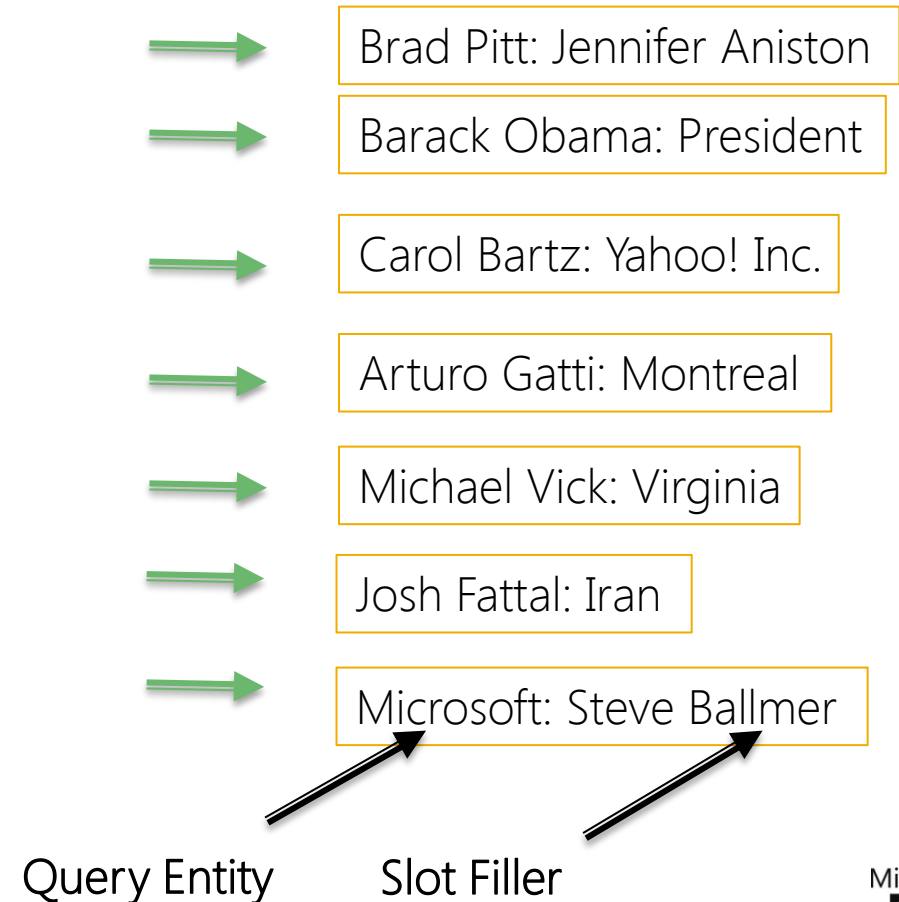 Brad Pitt: Jennifer Aniston
Barack Obama: President
Carol Bartz: Yahoo! Inc.
Arturo Gatti: Montreal
Michael Vick: Virginia
Josh Fattal: Iran
Microsoft: Steve Ballmer
Query Entity Slot Filler
Mi